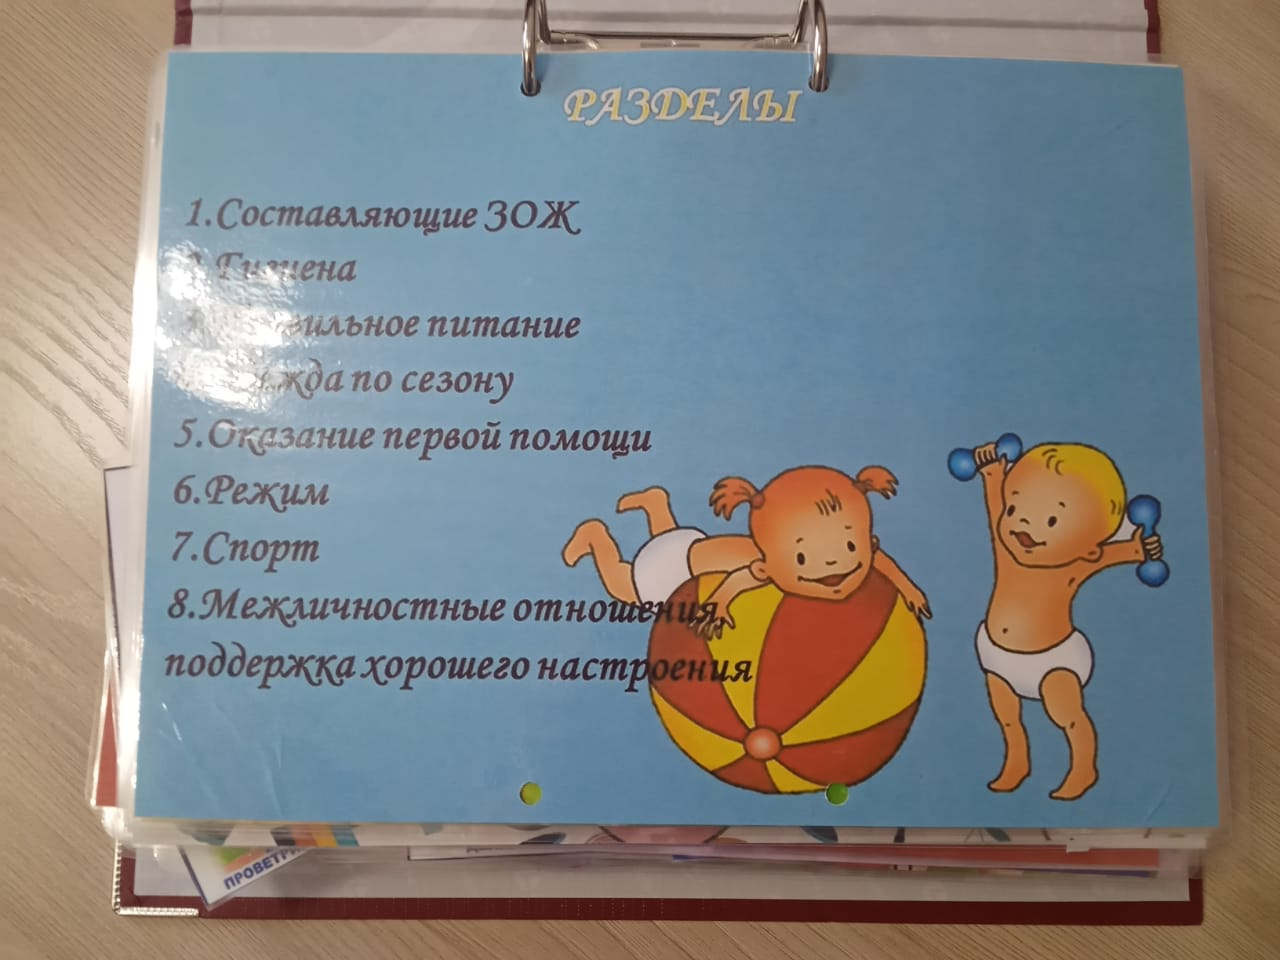 РАЗДЕЛЫ
1.Составляющие ЗОЖ
Гигиена
питание
по сезону
5.Оказание первой помощи
6.Режим
7.Спорт
8.Межличностные отношения,
поддержка хорошего настроения